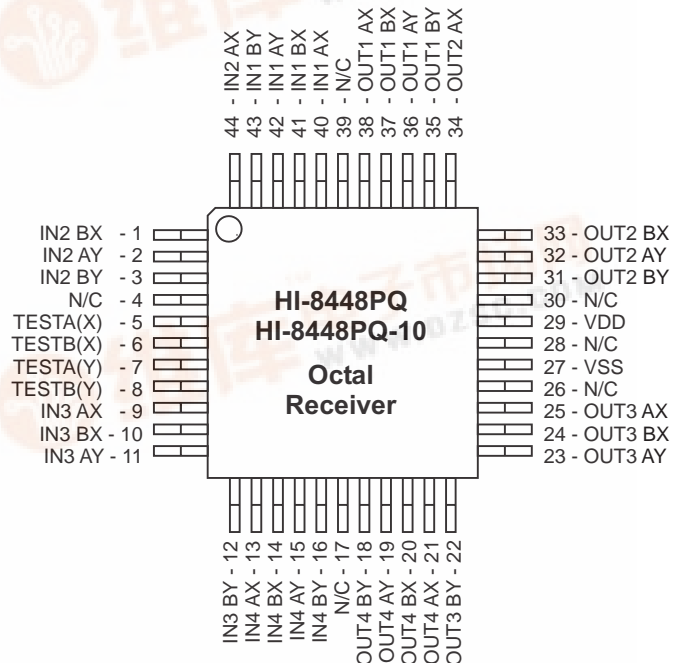 44 - IN2 AX
43 - IN1 BY
42 - IN1 AY
41 - IN1 BX
40 - IN1 AX
39 - N/C
38 - OUT1 AX
37 - OUT1 BX
36 - OUT1 AY
35 - OUT1 BY
34 - OUT2 AX
IN2 BX - 1
IN2 AY - 2
IN2 BY - 3
N/C - 4
TESTA(X) - 5
TESTB(X) - 6
TESTA(Y) - 7
TESTB(Y) - 8
IN3 AX - 9
IN3 BX - 10
IN3 AY - 11
HI-8448PQ
HI-8448PQ-10
Octal
Receiver
33 - OUT2 BX
32 - OUT2 AY
31 - OUT2 BY
30 - N/C
29 - VDD
28 - N/C
27 - VSS
26 - N/C
25 - OUT3 AX
24 - OUT3 BX
23 - OUT3 AY
IN3 BY - 12
IN4 AX - 13
IN4 BX - 14
IN4 AY - 15
IN4 BY - 16
N/C - 17
OUT4 BY - 18
OUT4 AY - 19
OUT4 BX - 20
OUT4 AX - 21
OUT3 BY - 22